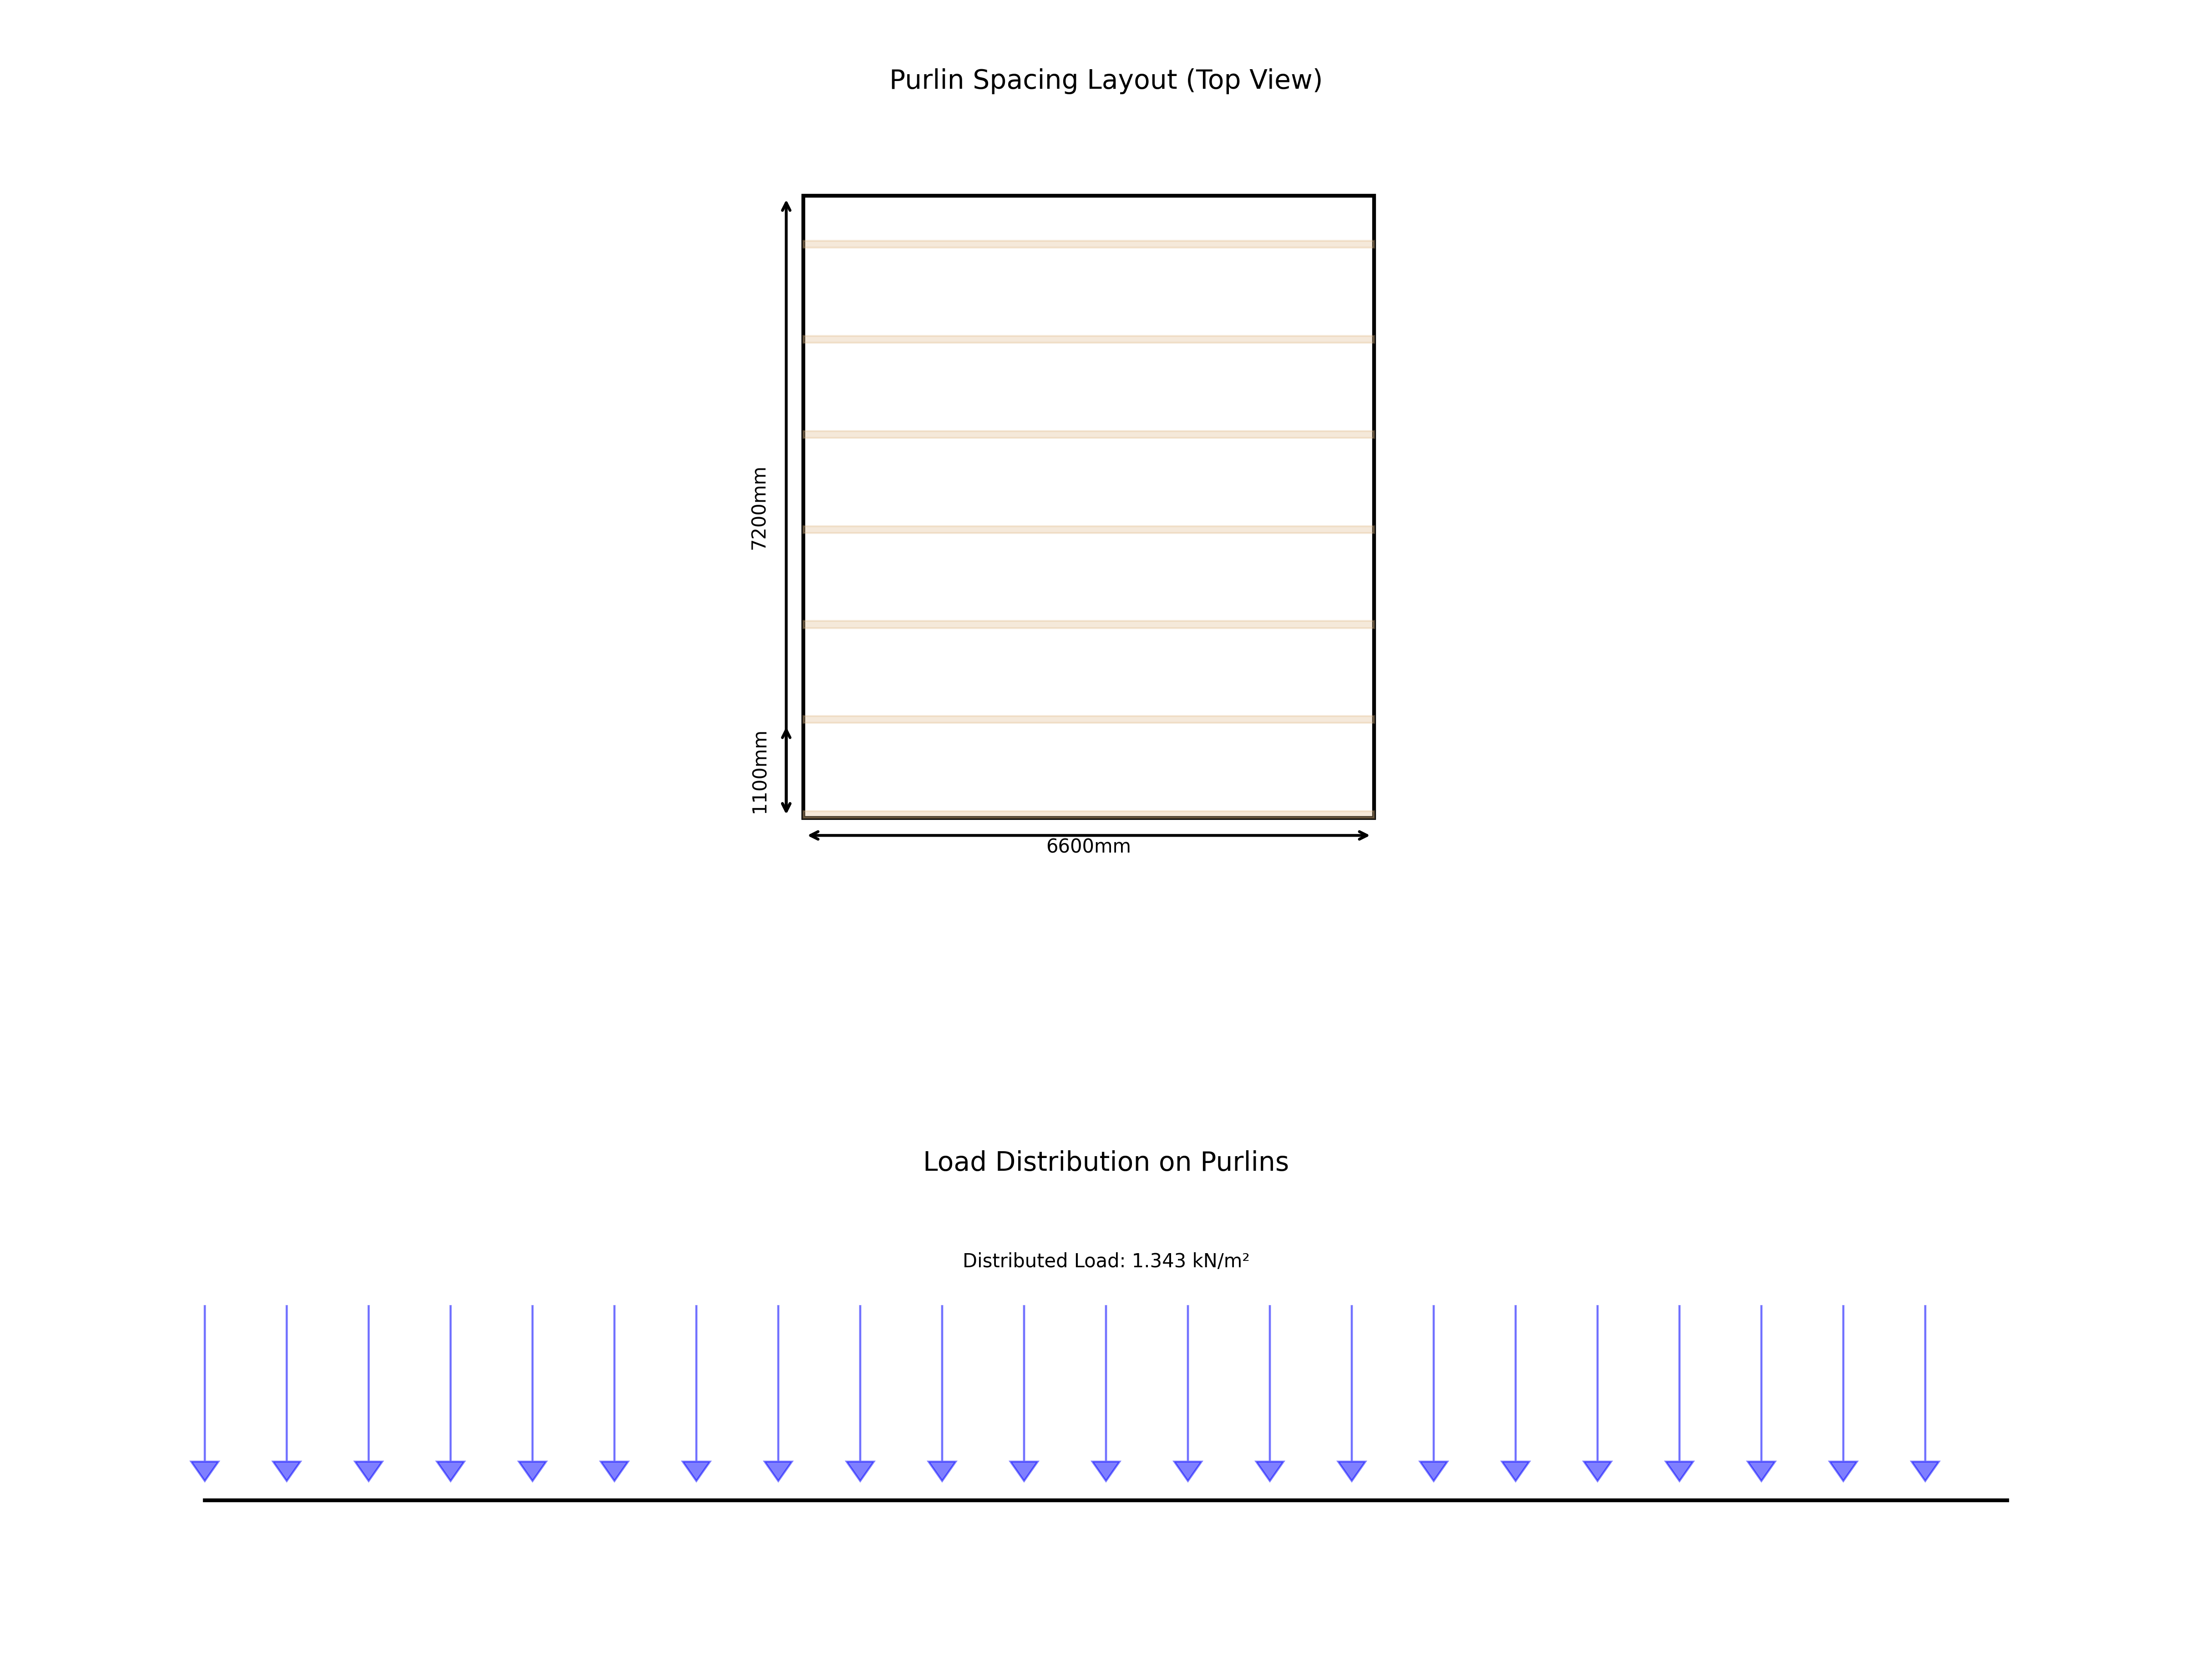 Purlin Spacing Layout (Top View)
7200mm
1100mm
6600mm
Load Distribution on Purlins
Distributed Load: 1.343 kN/m²